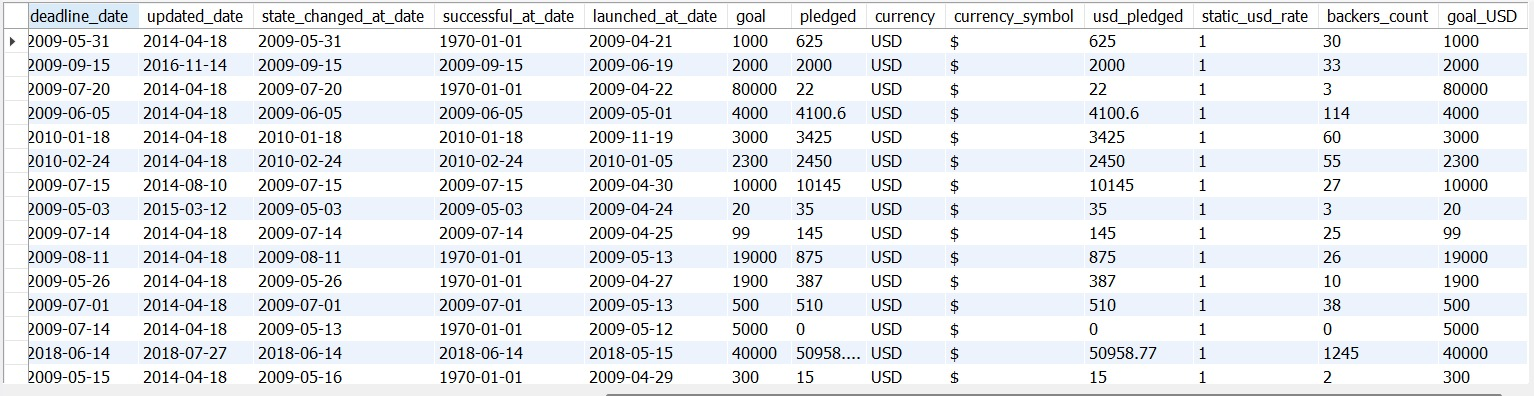 deadline_date updated_date state_changed_at_date successful_at_date launched_at_date goal pledged currency currency_symbol usd_pledged static_usd_rate backers_count goal_USD
2009-05-31 2014-04-18 2009-05-31 1970-01-01 2009-04-21 1000 625 USD $ 625 1 30 1000
2009-09-15 2016-11-14 2009-09-15 2009-09-15 2009-06-19 2000 2000 USD $ 2000 1 33 2000
2009-07-20 2014-04-18 2009-07-20 1970-01-01 2009-04-22 80000 22 USD $ 22 1 3 80000
2009-06-05 2014-04-18 2009-06-05 2009-06-05 2009-05-01 4000 4100.6 USD $ 4100.6 1 114 4000
2010-01-18 2014-04-18 2010-01-18 2010-01-18 2009-11-19 3000 3425 USD $ 3425 1 60 3000
2010-02-24 2014-04-18 2010-02-24 2010-02-24 2010-01-05 2300 2450 USD $ 2450 1 55 2300
2009-07-15 2014-08-10 2009-07-15 2009-07-15 2009-04-30 10000 10145 USD $ 10145 1 27 10000
2009-05-03 2015-03-12 2009-05-03 2009-05-03 2009-04-24 20 35 USD $ 35 1 3 20
2009-07-14 2014-04-18 2009-07-14 2009-07-14 2009-04-25 99 145 USD $ 145 1 25 99
2009-08-11 2014-04-18 2009-08-11 1970-01-01 2009-05-13 19000 875 USD $ 875 1 26 19000
2009-05-26 2014-04-18 2009-05-26 1970-01-01 2009-04-27 1900 387 USD $ 387 1 10 1900
2009-07-01 2014-04-18 2009-07-01 2009-07-01 2009-05-13 500 510 USD $ 510 1 38 500
2009-07-14 2014-04-18 2009-05-13 1970-01-01 2009-05-12 5000 0 USD $ 0 1 0 5000
2018-06-14 2018-07-27 2018-06-14 2018-06-14 2018-05-15 40000 50958.... USD $ 50958.77 1 1245 40000
2009-05-15 2014-04-18 2009-05-16 1970-01-01 2009-04-29 300 15 USD $ 15 1 2 300